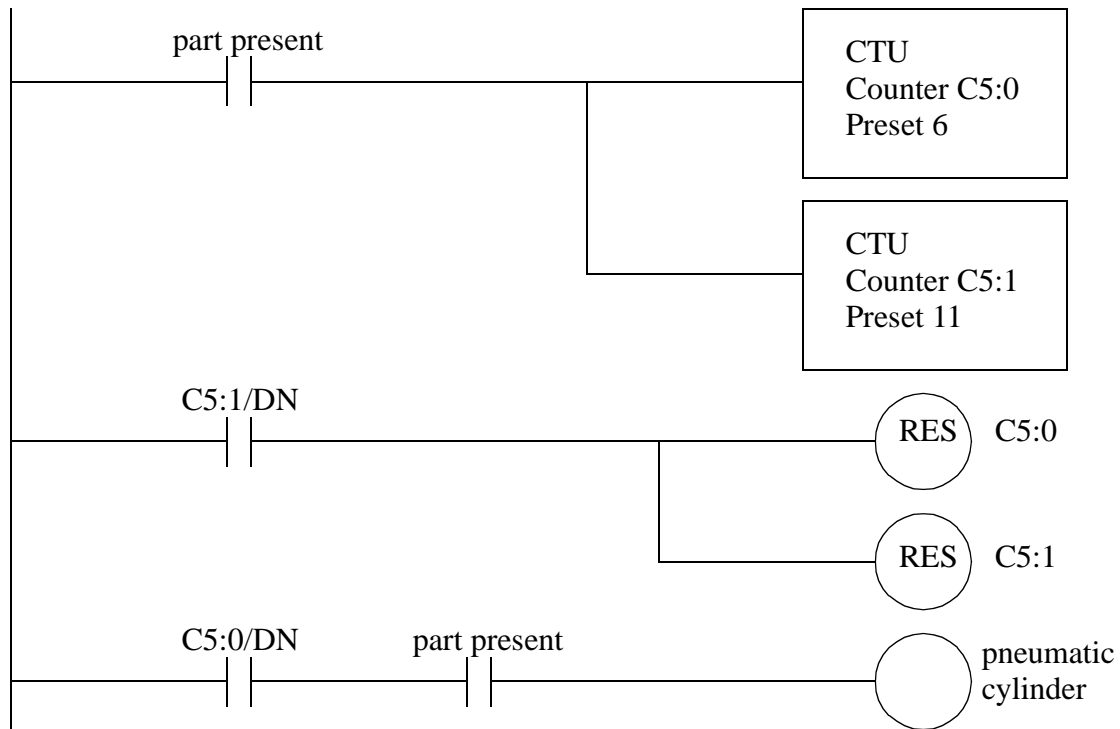 part present
CTU
Counter C5:0
Preset 6
CTU
Counter C5:1
Preset 11
C5:1/DN
RES
C5:0
RES
C5:1
C5:0/DN
part present
pneumatic
cylinder